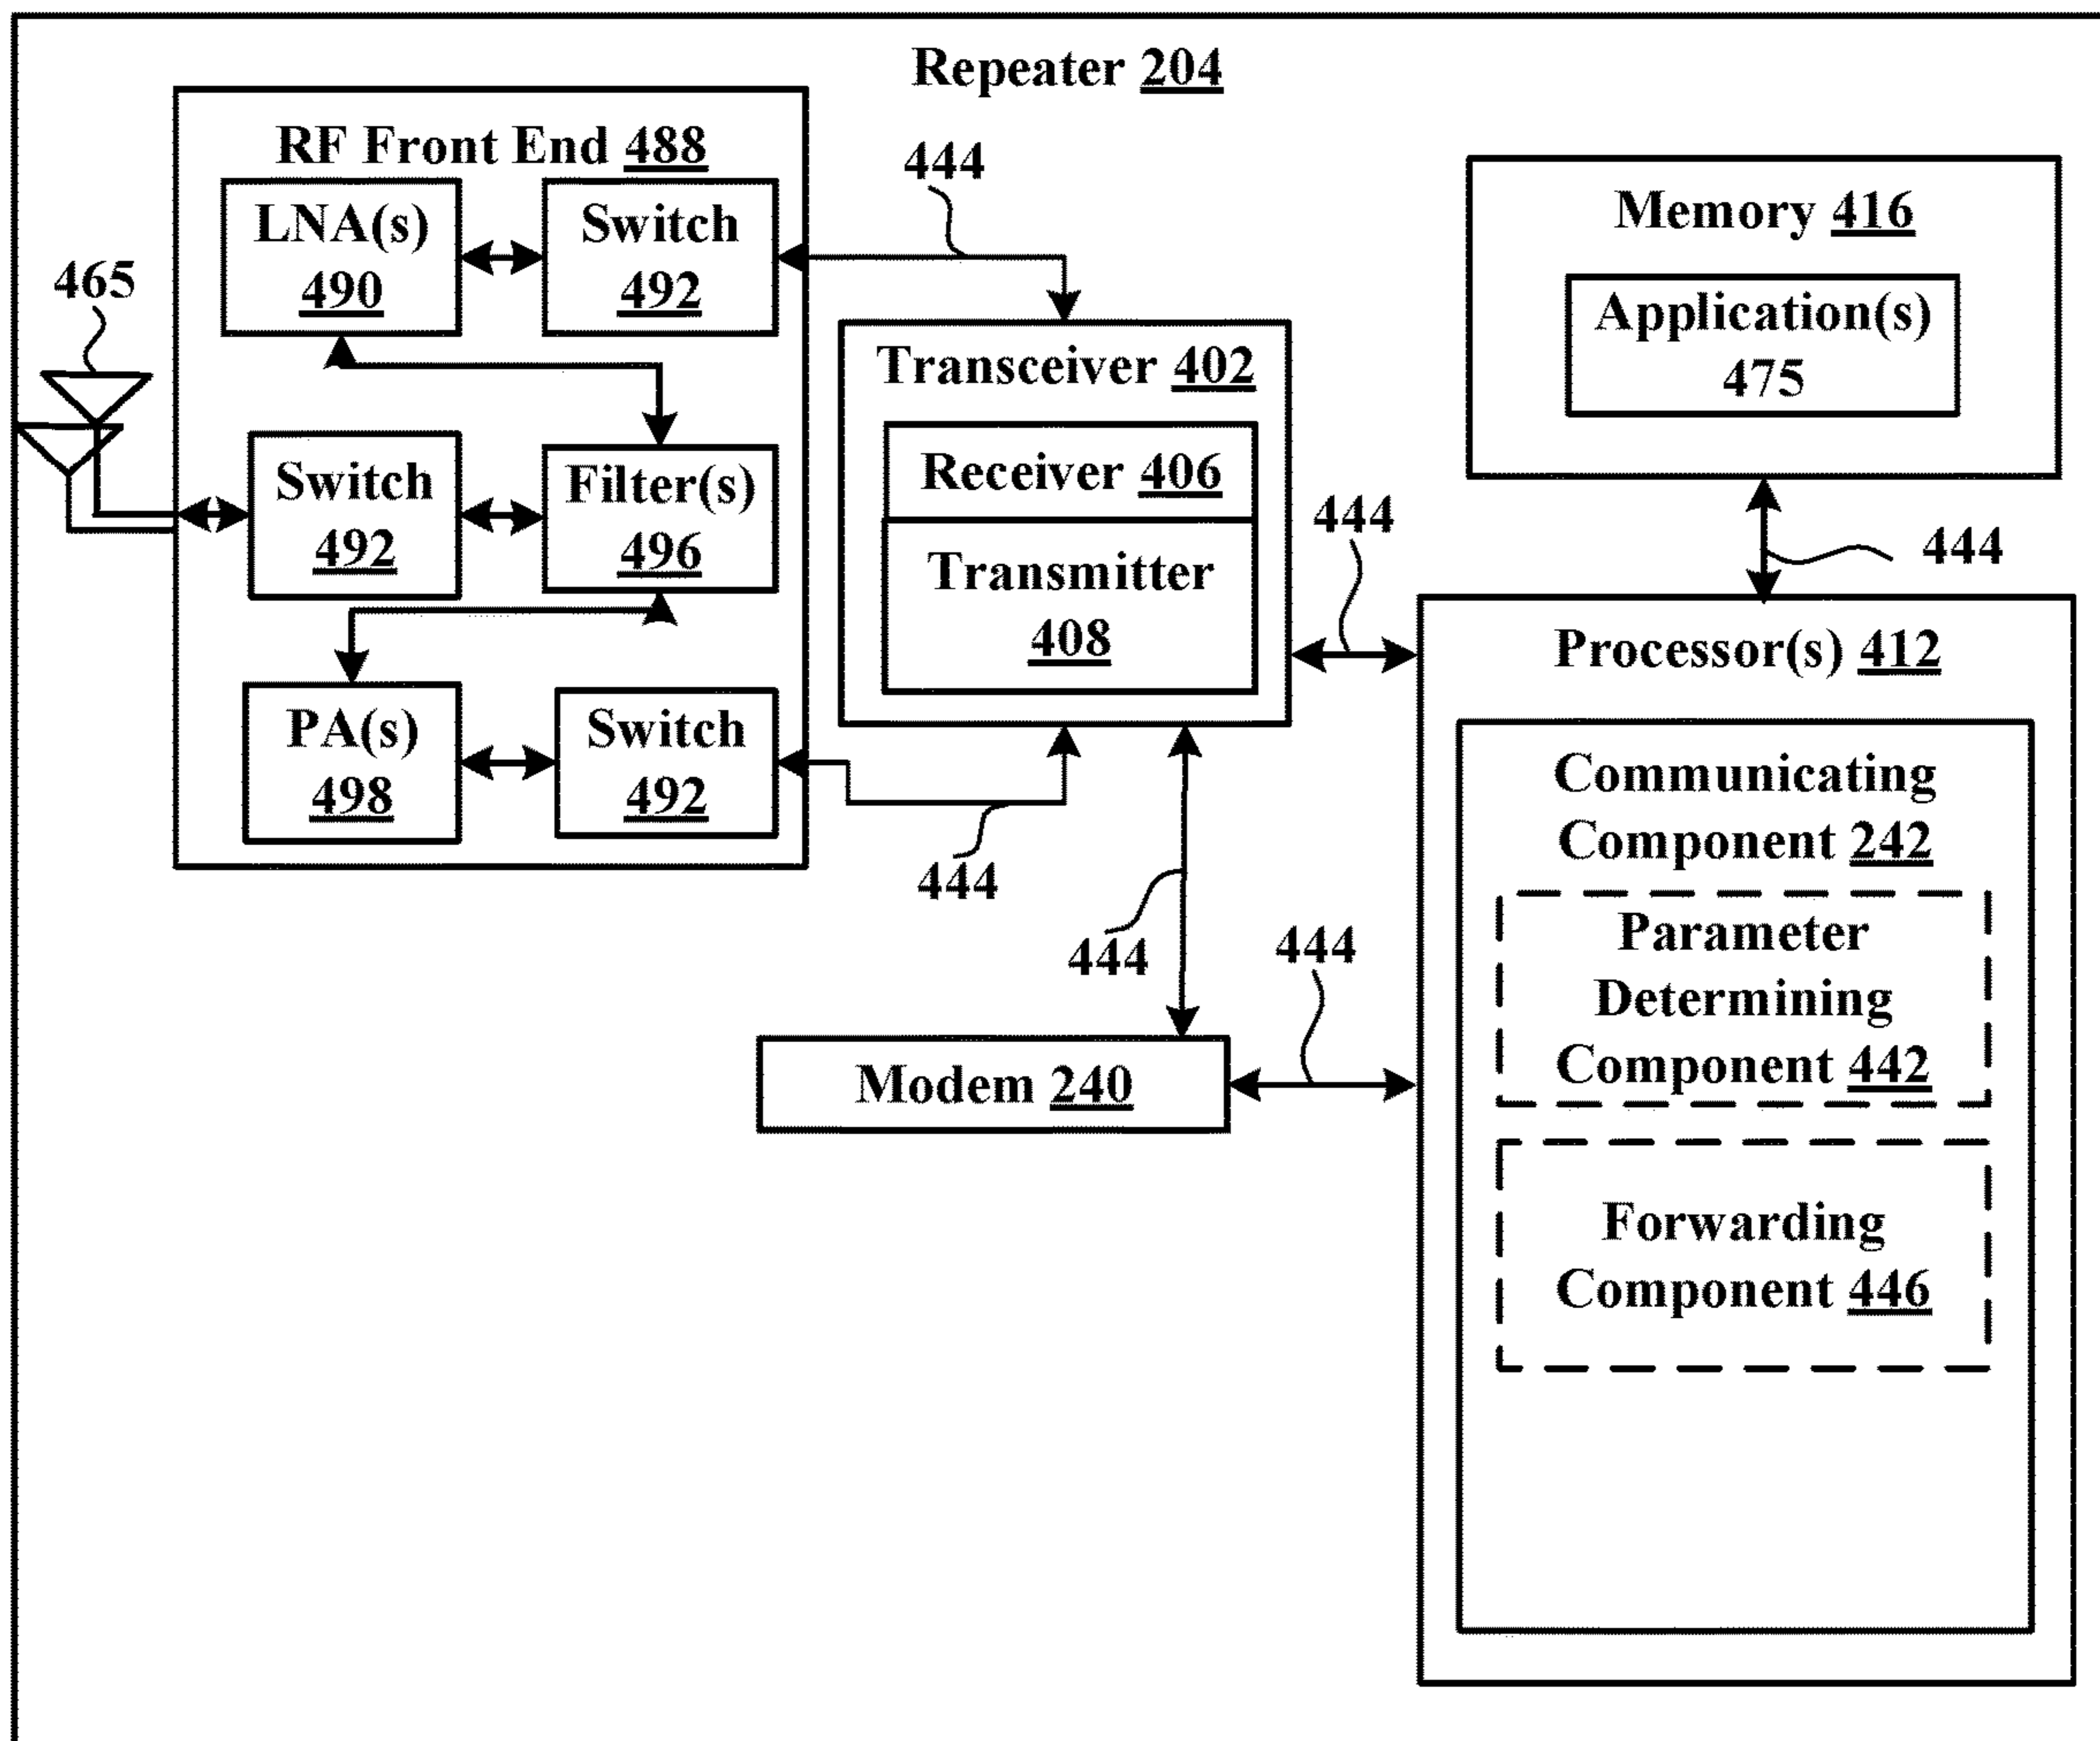 Repeater 204
RF Front End 488
LNA(s)
490
Switch
492
444
465
Switch
492
Filter(s)
496
PA(s)
498
Switch
492
444
Transceiver 402
Receiver 406
Transmitter
408
444
444
Modem 240
444
Memory 416
Application(s)
475
444
Processor(s) 412
Communicating
Component 242
Parameter
Determining
Component 442
Forwarding
Component 446